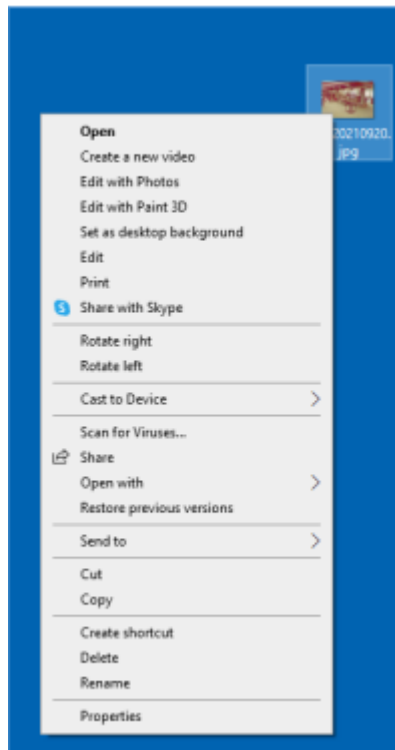 20210920.
jpg
Open
Create a new video
Edit with Photos
Edit with Paint 3D
Set as desktop background
Edit
Print
Share with Skype
Rotate right
Rotate left
Cast to Device
Scan for Viruses...
Share
Open with
Restore previous versions
Send to
Cut
Copy
Create shortcut
Delete
Rename
Properties